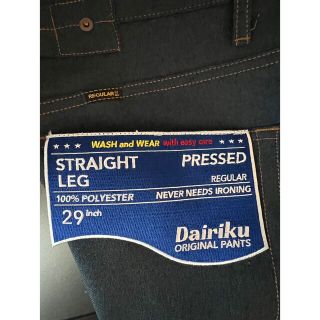 REGULAR
★ ★ ★ WASH and WEAR with easy care ★ ★ ★
STRAIGHT LEG PRESSED
REGULAR
100% POLYESTER NEVER NEEDS IRONING
29 inch
Dairiku
ORIGINAL PANTS